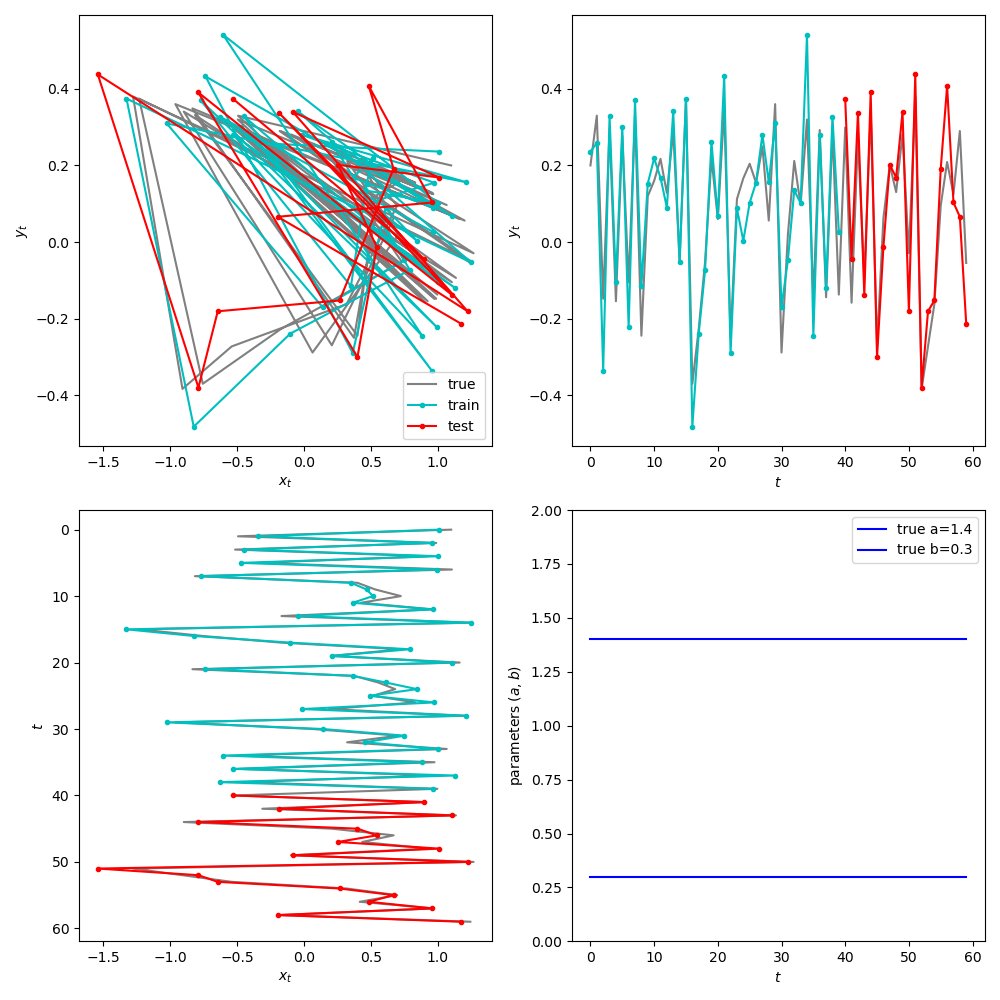 0.4
0.2
0.0
−0.2
−0.4
y_t
−1.5 −1.0 −0.5 0.0 0.5 1.0
x_t
true
train
test
0.4
0.2
0.0
−0.2
−0.4
y_t
0 10 20 30 40 50 60
t
0
10
20
30
40
50
60
t
−1.5 −1.0 −0.5 0.0 0.5 1.0
x_t
2.00
1.75
1.50
1.25
1.00
0.75
0.50
0.25
0.00
parameters (a, b)
0 10 20 30 40 50 60
t
true a=1.4
true b=0.3